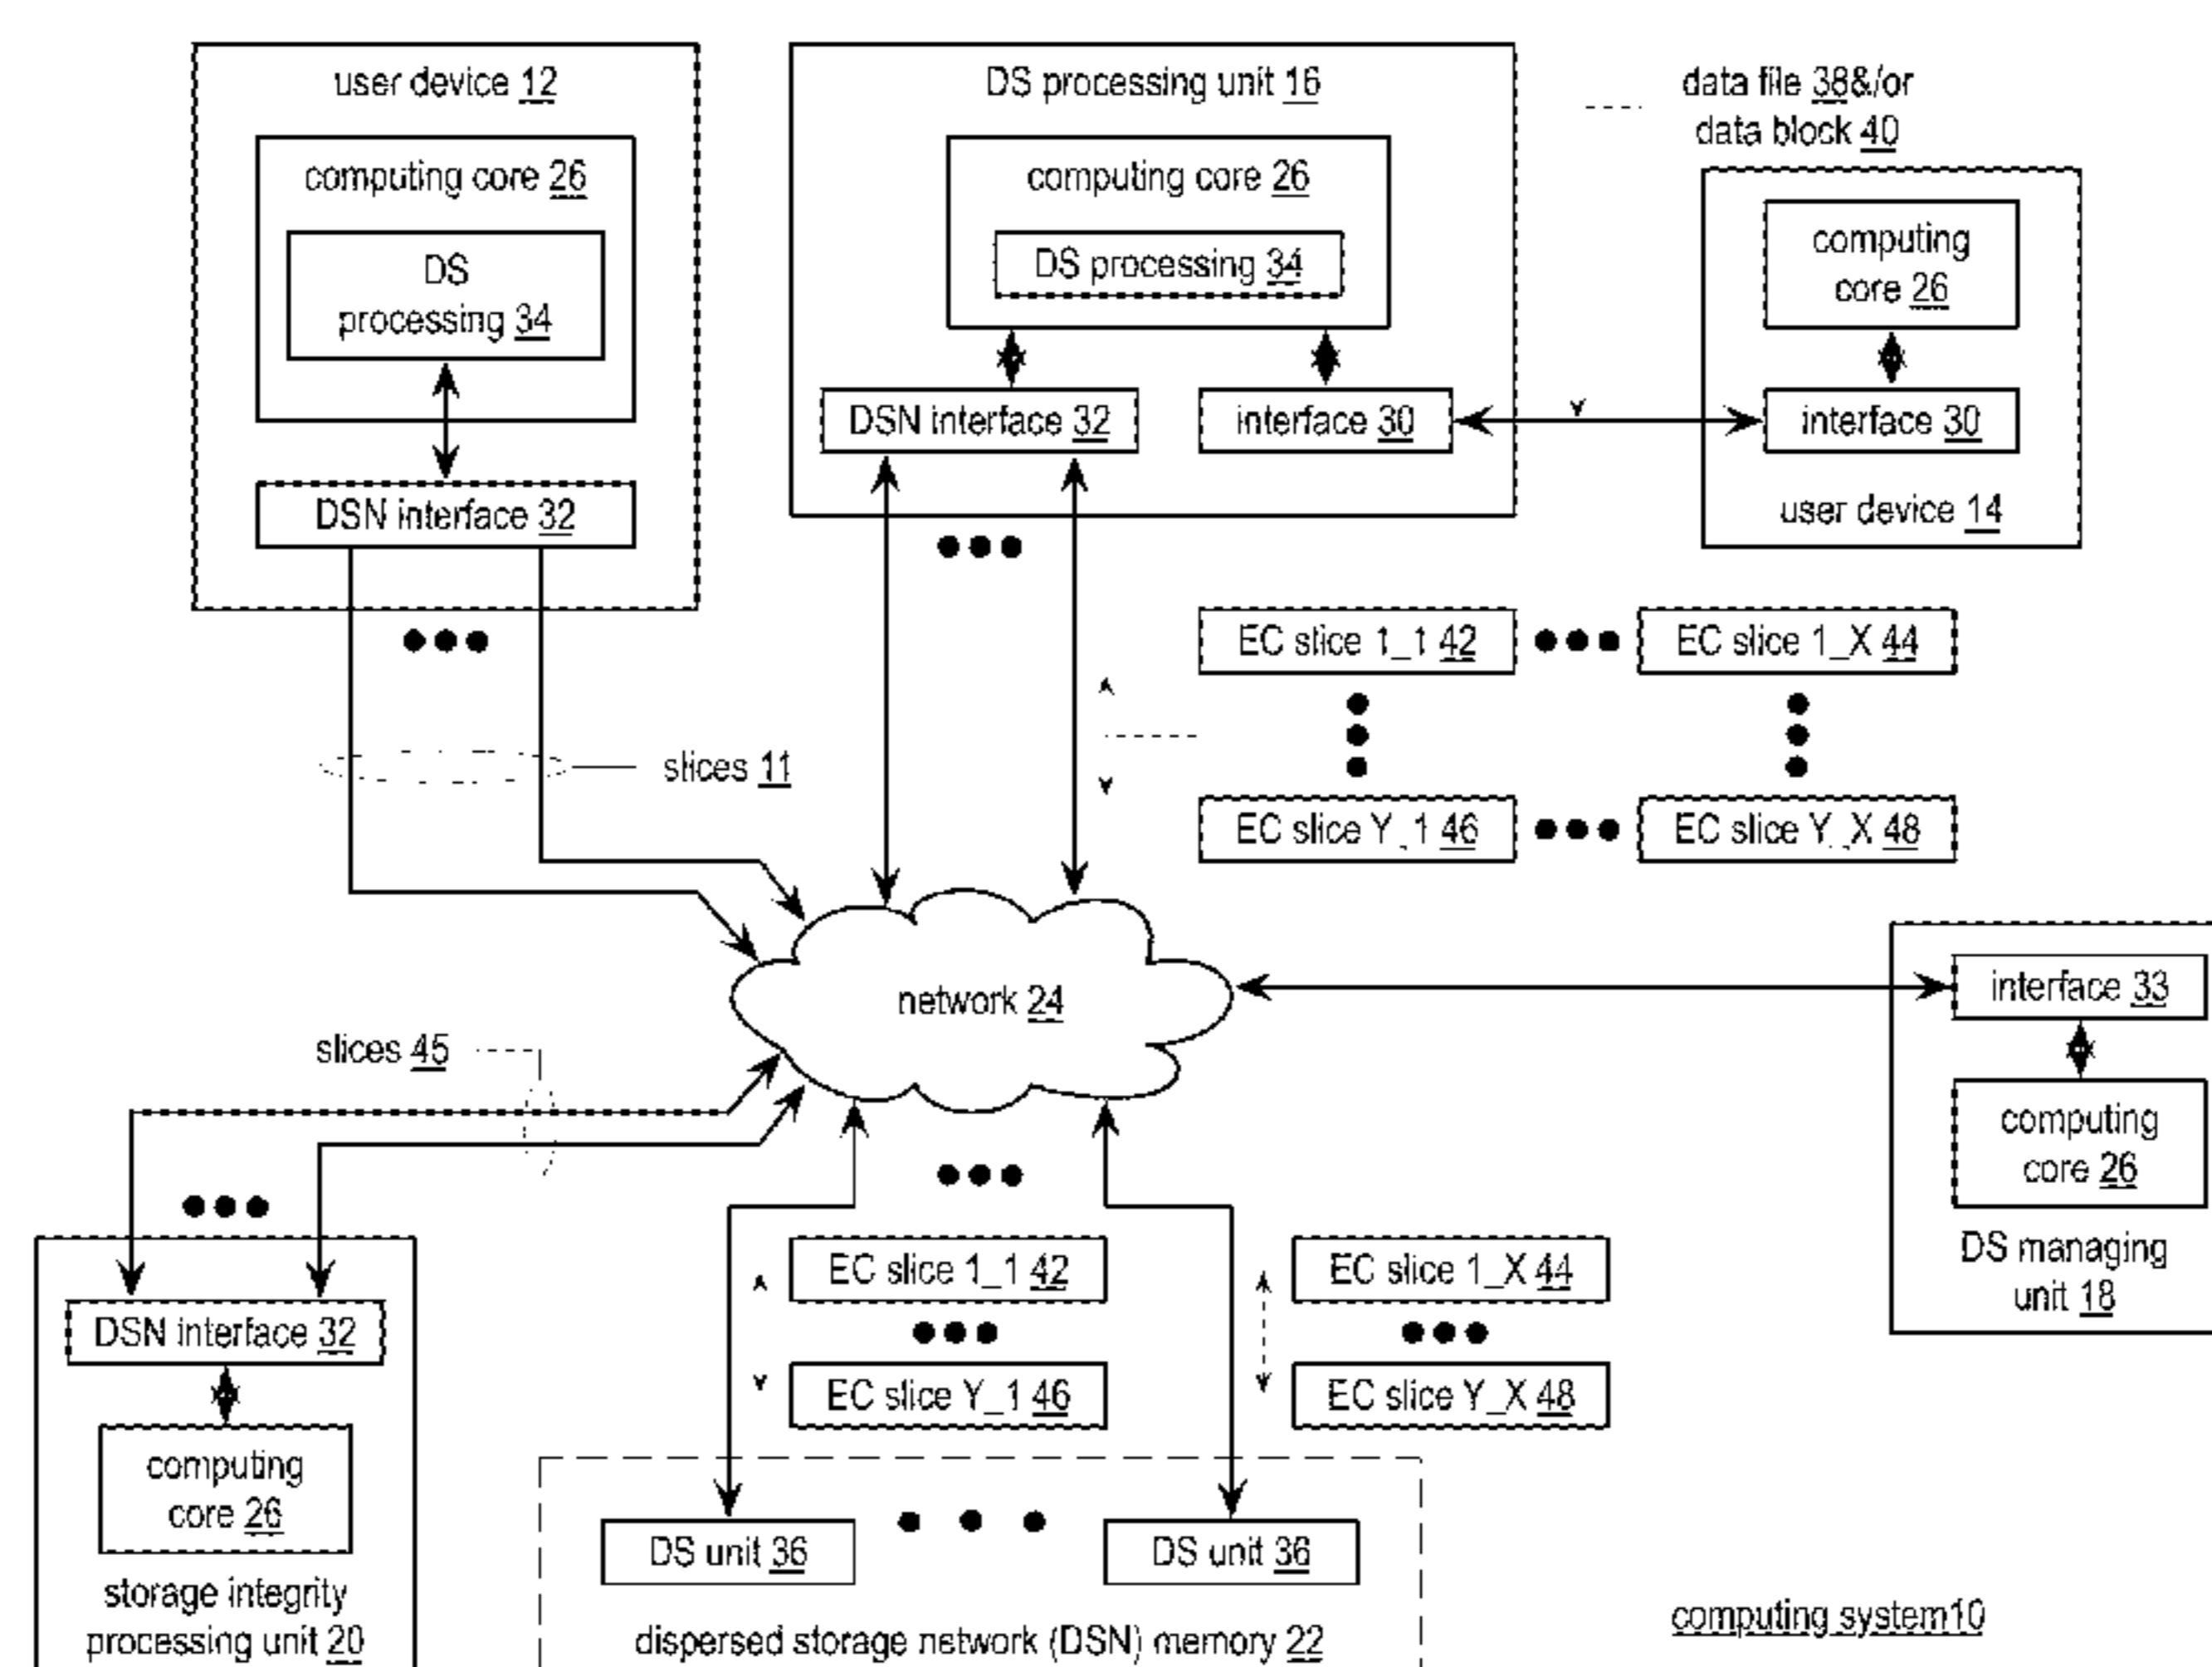 user device 12
computing core 26
DS
processing 34
DSN interface 32
DS processing unit 16
computing core 26
DS processing 34
DSN interface 32
interface 30
data file 38&/or
data block 40
computing
core 26
interface 30
user device 14
EC slice 1_1 42
EC slice 1_X 44
EC slice Y_1 46
EC slice Y_X 48
slices 11
network 24
interface 33
computing
core 26
DS managing
unit 18
slices 45
DSN interface 32
computing
core 26
storage integrity
processing unit 20
EC slice 1_1 42
EC slice Y_1 46
EC slice 1_X 44
EC slice Y_X 48
DS unit 36
DS unit 36
dispersed storage network (DSN) memory 22
computing system10